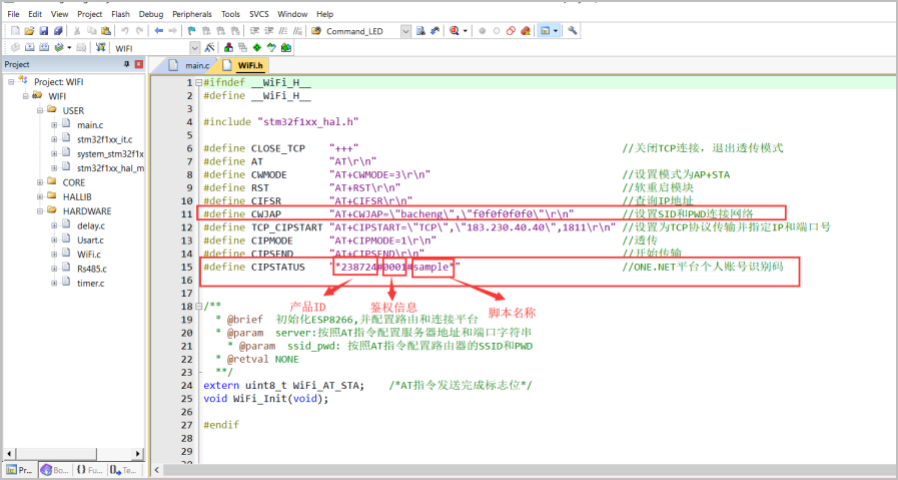 File Edit View Project Flash Debug Peripherals Tools SVCS Window Help
Command_LED
WIFI
Project
main.c WiFi.h
Project: WIFI
WIFI
USER
main.c
stm32f1xx_it.c
system_stm32f1x
stm32f1xx_hal_m
CORE
HALLIB
HARDWARE
delay.c
Usart.c
WiFi.c
Rs485.c
timer.c
Pr... Bo... {} Fu... Te...
1 #ifndef __WiFi_H__
2 #define __WiFi_H__
3
4 #include "stm32f1xx_hal.h"
5
6 #define CLOSE_TCP "+++" //关闭TCP连接，退出透传模式
7 #define AT "AT\r\n"
8 #define CWMODE "AT+CWMODE=3\r\n" //设置模式为AP+STA
9 #define RST "AT+RST\r\n" //软重启模块
10 #define CIFSR "AT+CIFSR\r\n" //查询IP地址
11 #define CWJAP "AT+CWJAP=\"bacheng\",\"f0f0f0f0f0\"\r\n" //设置SID和PWD连接网络
12 #define TCP_CIPSTART "AT+CIPSTART=\"TCP\",\"183.230.40.40\",1811\r\n" //设置为TCP协议传输并指定IP和端口号
13 #define CIPMODE "AT+CIPMODE=1\r\n" //透传
14 #define CIPSEND "AT+CIPSEND\r\n" //开始传输
15 #define CIPSTATUS "*238724#0001#sample*" //ONE.NET平台个人账号识别码
16
17
产品ID 鉴权信息 脚本名称
18 /**
19 * @brief 初始化ESP8266,并配置路由和连接平台
20 * @param server:按照AT指令配置服务器地址和端口字符串
21 * @param ssid_pwd: 按照AT指令配置路由器的SSID和PWD
22 * @retval NONE
23 **/
24 extern uint8_t WiFi_AT_STA; /*AT指令发送完成标志位*/
25 void WiFi_Init(void);
26
27 #endif
28
29